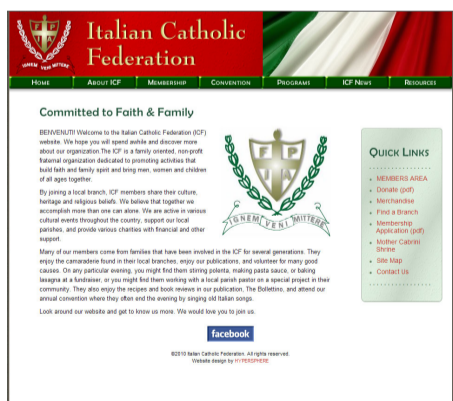 Italian Catholic
Federation
IGNEM VENI MITTERE
HOME ABOUT ICF MEMBERSHIP CONVENTION PROGRAMS ICF NEWS RESOURCES
Committed to Faith & Family
BENVENUTI! Welcome to the Italian Catholic Federation (ICF)
website. We hope you will spend awhile and discover more
about our organization.The ICF is a family oriented, non-profit
fraternal organization dedicated to promoting activities that
build faith and family spirit and bring men, women and children
of all ages together.
By joining a local branch, ICF members share their culture,
heritage and religious beliefs. We believe that together we
accomplish more than one can alone. We are active in various
cultural events throughout the country, support our local
parishes, and provide various charities with financial and other
support.
F P I A
IGNEM VENI MITTERE
Many of our members come from families that have been involved in the ICF for several generations. They
enjoy the camaraderie found in their local branches, enjoy our publications, and volunteer for many good
causes. On any particular evening, you might find them stirring polenta, making pasta sauce, or baking
lasagna at a fundraiser, or you might find them working with a local parish pastor on a special project in their
community. They also enjoy the recipes and book reviews in our publication, The Bollettino, and attend our
annual convention where they often end the evening by singing old Italian songs.
Look around our website and get to know us more. We would love you to join us.
QUICK LINKS
MEMBERS AREA
Donate (pdf)
Merchandise
Find a Branch
Membership
Application (pdf)
Mother Cabrini
Shrine
Site Map
Contact Us
facebook
©2010 Italian Catholic Federation. All rights reserved.
Website design by HYPERSPHERE.